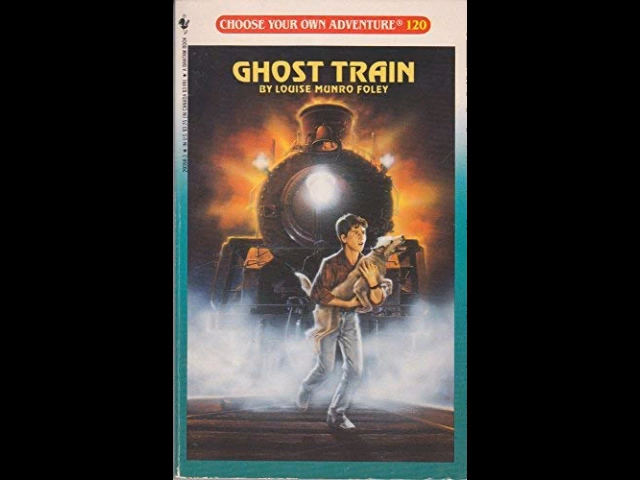 CHOOSE YOUR OWN ADVENTURE® 120
GHOST TRAIN
BY LOUISE MUNRO FOLEY